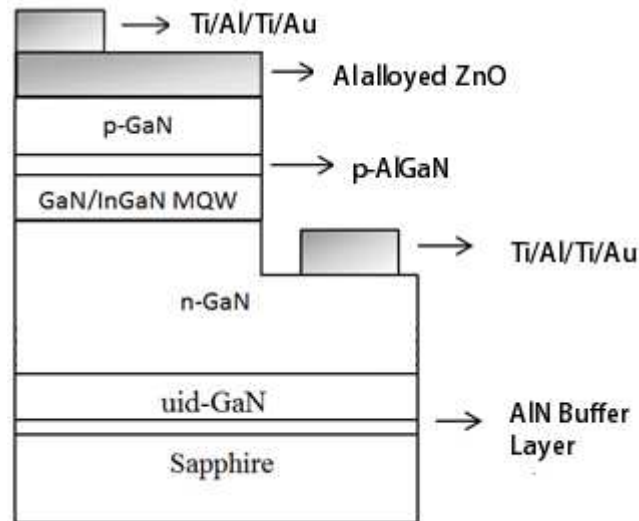 Ti/Al/Ti/Au
Al alloyed ZnO
p-GaN
p-AlGaN
GaN/InGaN MQW
Ti/Al/Ti/Au
n-GaN
uid-GaN
AlN Buffer
Layer
Sapphire